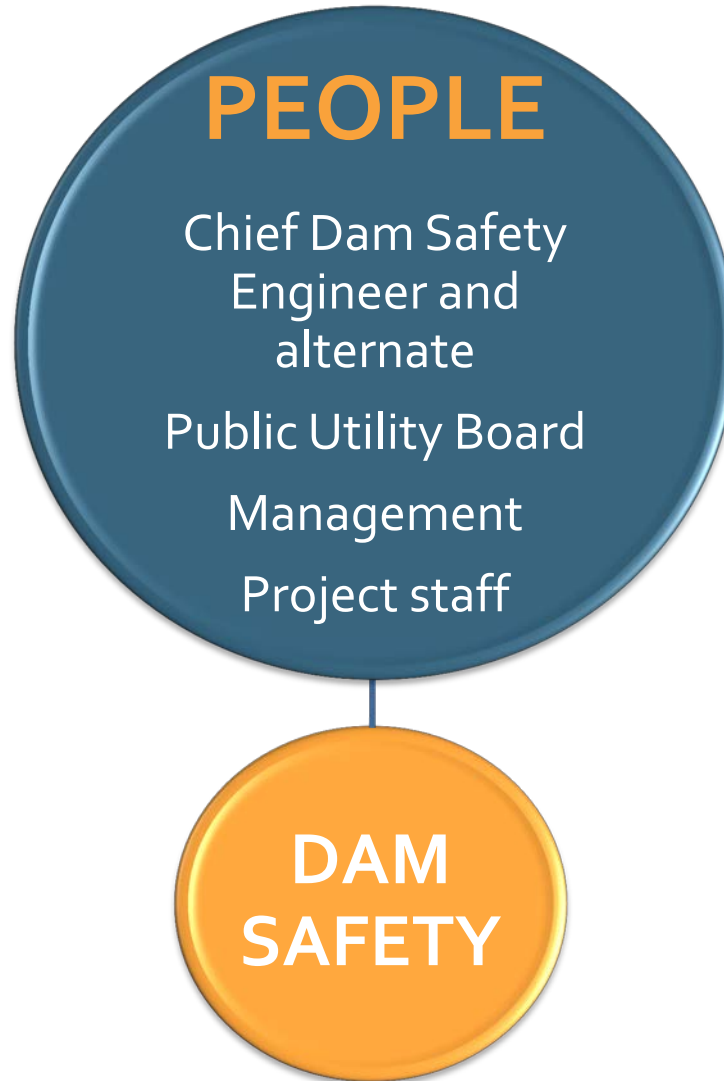 PEOPLE
Chief Dam Safety
Engineer and
alternate
Public Utility Board
Management
Project staff
DAM
SAFETY